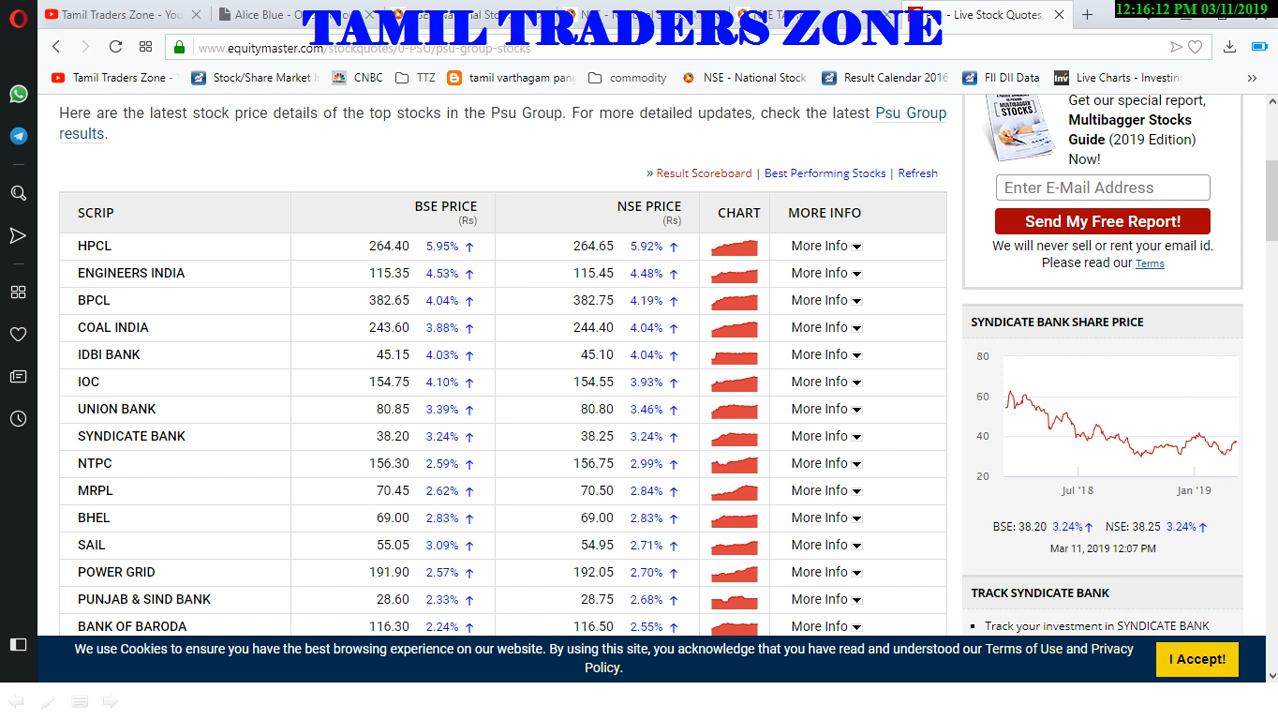 12:16:12 PM 03/11/2019
TAMIL TRADERS ZONE
Tamil Traders Zone - You
Alice Blue - O
Live Stock Quotes,
www.equitymaster.com/stockquotes/0-PSU/psu-group-stocks
Tamil Traders Zone -
Stock/Share Market
CNBC
TTZ
tamil varthagam pan
commodity
NSE - National Stock
Result Calendar 2016
FII DII Data
Live Charts - Investin
Here are the latest stock price details of the top stocks in the Psu Group. For more detailed updates, check the latest Psu Group
results.
» Result Scoreboard | Best Performing Stocks | Refresh
SCRIP BSE PRICE (Rs) NSE PRICE (Rs) CHART MORE INFO
HPCL 264.40 5.95% ↑ 264.65 5.92% ↑ More Info
ENGINEERS INDIA 115.35 4.53% ↑ 115.45 4.48% ↑ More Info
BPCL 382.65 4.04% ↑ 382.75 4.19% ↑ More Info
COAL INDIA 243.60 3.88% ↑ 244.40 4.04% ↑ More Info
IDBI BANK 45.15 4.03% ↑ 45.10 4.04% ↑ More Info
IOC 154.75 4.10% ↑ 154.55 3.93% ↑ More Info
UNION BANK 80.85 3.39% ↑ 80.80 3.46% ↑ More Info
SYNDICATE BANK 38.20 3.24% ↑ 38.25 3.24% ↑ More Info
NTPC 156.30 2.59% ↑ 156.75 2.99% ↑ More Info
MRPL 70.45 2.62% ↑ 70.50 2.84% ↑ More Info
BHEL 69.00 2.83% ↑ 69.00 2.83% ↑ More Info
SAIL 55.05 3.09% ↑ 54.95 2.71% ↑ More Info
POWER GRID 191.90 2.57% ↑ 192.05 2.70% ↑ More Info
PUNJAB & SIND BANK 28.60 2.33% ↑ 28.75 2.68% ↑ More Info
BANK OF BARODA 116.30 2.24% ↑ 116.50 2.55% ↑ More Info
MULTIBAGGER
STOCKS
Get our special report,
Multibagger Stocks
Guide (2019 Edition)
Now!
Enter E-Mail Address
Send My Free Report!
We will never sell or rent your email id.
Please read our Terms
SYNDICATE BANK SHARE PRICE
80
60
40
20
Jul '18 Jan '19
BSE: 38.20 3.24%↑ NSE: 38.25 3.24%↑
Mar 11, 2019 12:07 PM
TRACK SYNDICATE BANK
Track your investment in SYNDICATE BANK
We use Cookies to ensure you have the best browsing experience on our website. By using this site, you acknowledge that you have read and understood our Terms of Use and Privacy
Policy.
I Accept!